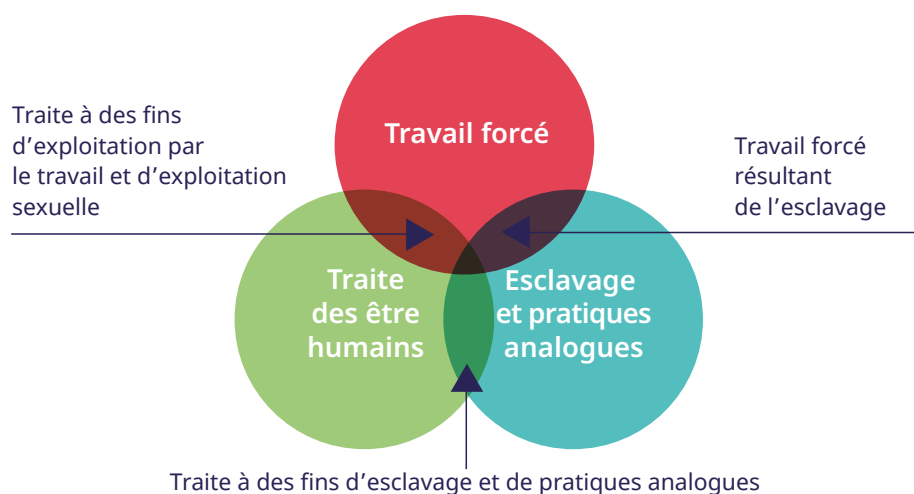 Travail forcé
Traite à des fins
d'exploitation par
le travail et d'exploitation
sexuelle
Travail forcé
résultant
de l'esclavage
Traite
des être
humains
Esclavage
et pratiques
analogues
Traite à des fins d'esclavage et de pratiques analogues